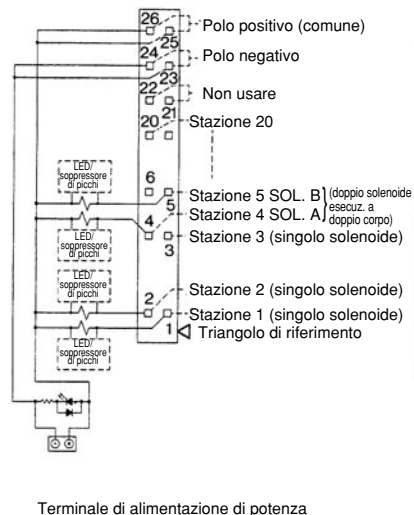 26
Polo positivo (comune)
25
24
Polo negativo
23
22
Non usare
21
20
Stazione 20
LED/
soppressore
di picchi
6
5
Stazione 5 SOL. B (doppio solenoide
Stazione 4 SOL. A esecuz. a
doppio corpo)
LED/
soppressore
di picchi
4
3
Stazione 3 (singolo solenoide)
LED/
soppressore
di picchi
2
Stazione 2 (singolo solenoide)
Stazione 1 (singolo solenoide)
1
Triangolo di riferimento
LED/
soppressore
di picchi
Terminale di alimentazione di potenza